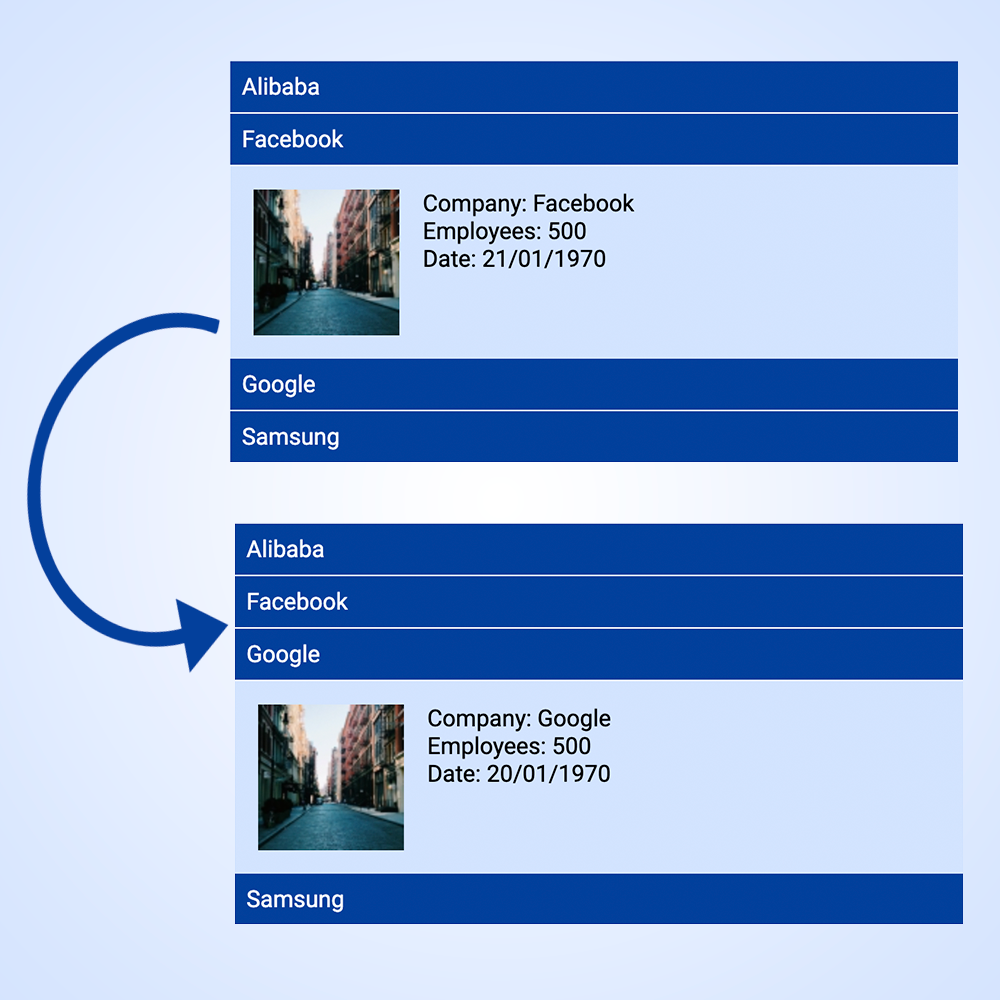 Alibaba
Facebook
Company: Facebook
Employees: 500
Date: 21/01/1970
Google
Samsung
Alibaba
Facebook
Google
Company: Google
Employees: 500
Date: 20/01/1970
Samsung